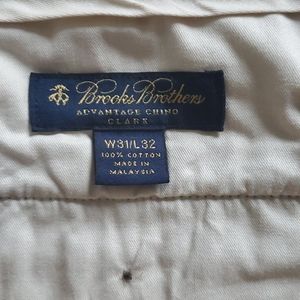 Brooks Brothers
ADVANTAGE CHINO
CLARK
W31/L32
100% COTTON
MADE IN
MALAYSIA